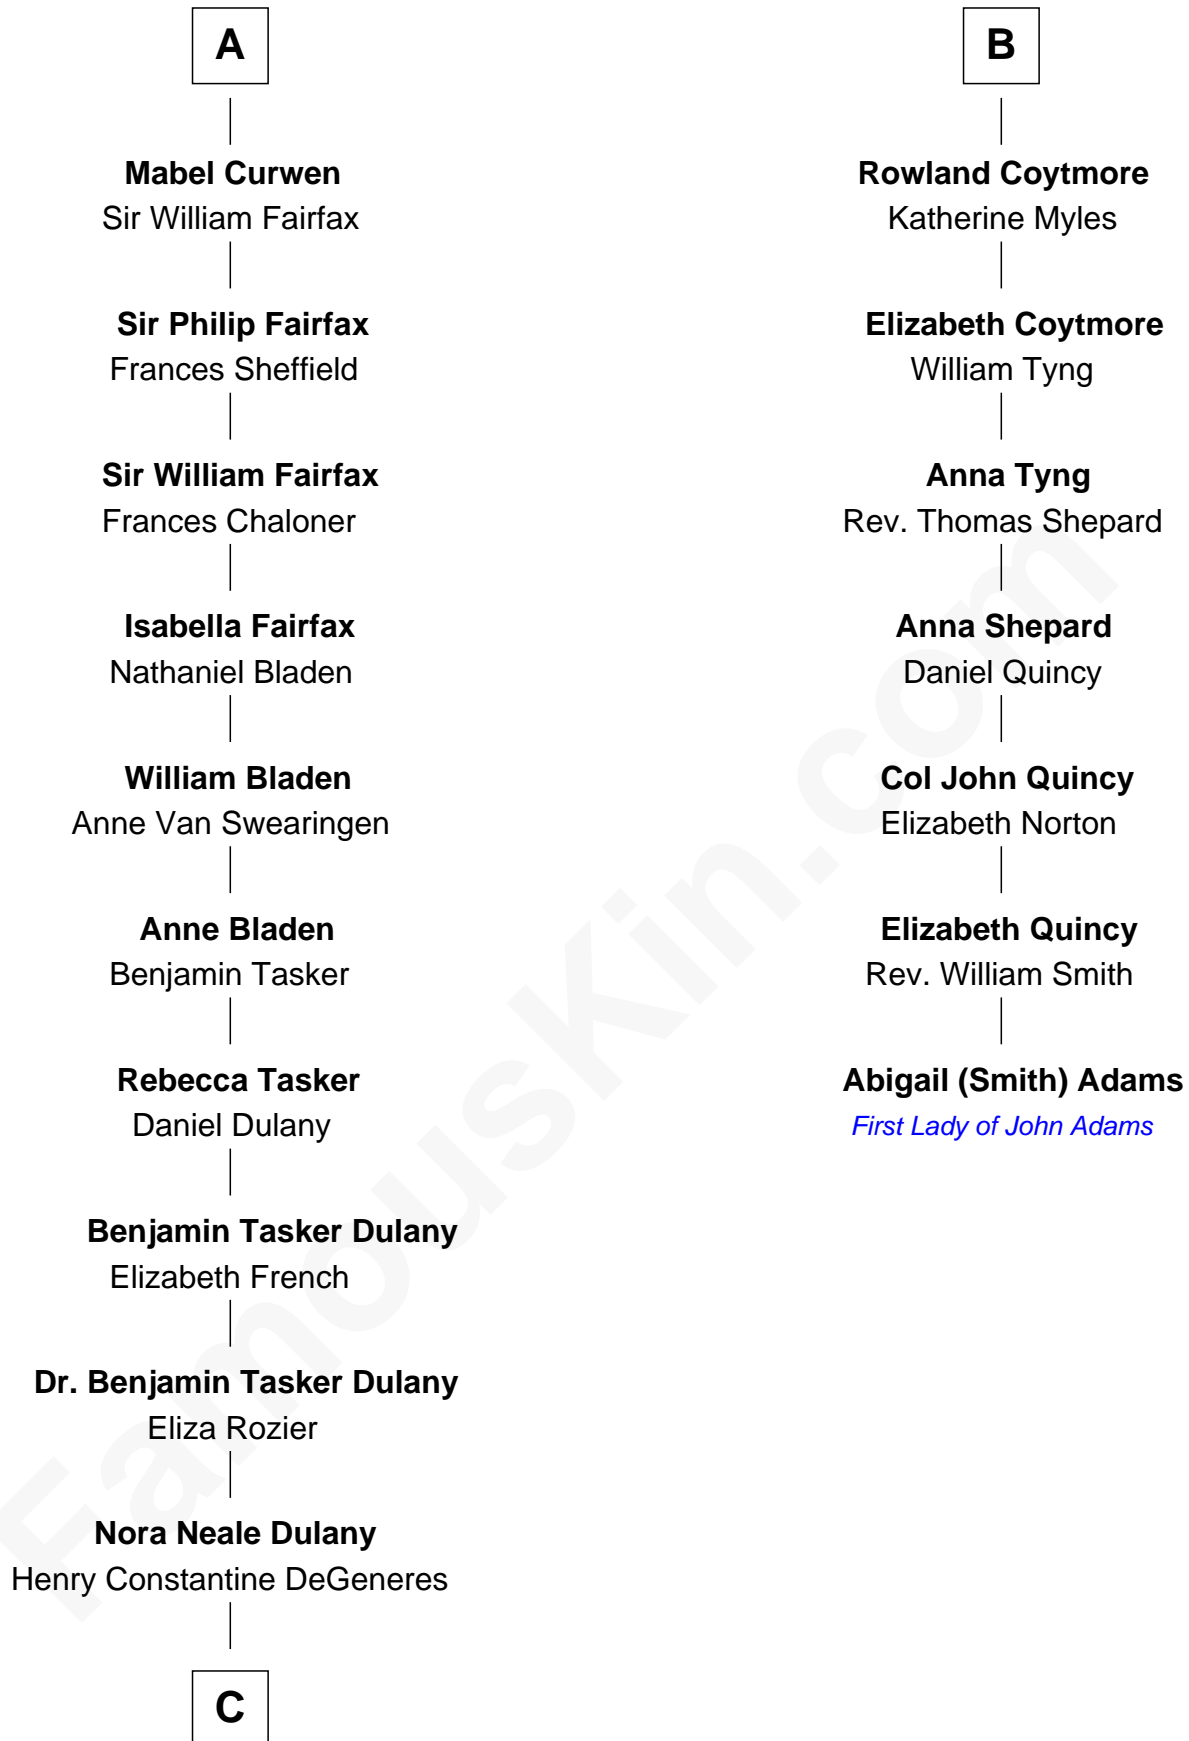 A
Mabel Curwen
Sir William Fairfax
Sir Philip Fairfax
Frances Sheffield
Sir William Fairfax
Frances Chaloner
Isabella Fairfax
Nathaniel Bladen
William Bladen
Anne Van Swearingen
Anne Bladen
Benjamin Tasker
Rebecca Tasker
Daniel Dulany
Benjamin Tasker Dulany
Elizabeth French
Dr. Benjamin Tasker Dulany
Eliza Rozier
Nora Neale Dulany
Henry Constantine DeGeneres
C
B
Rowland Coytmore
Katherine Myles
Elizabeth Coytmore
William Tyng
Anna Tyng
Rev. Thomas Shepard
Anna Shepard
Daniel Quincy
Col John Quincy
Elizabeth Norton
Elizabeth Quincy
Rev. William Smith
Abigail (Smith) Adams
First Lady of John Adams
FamousKin.com